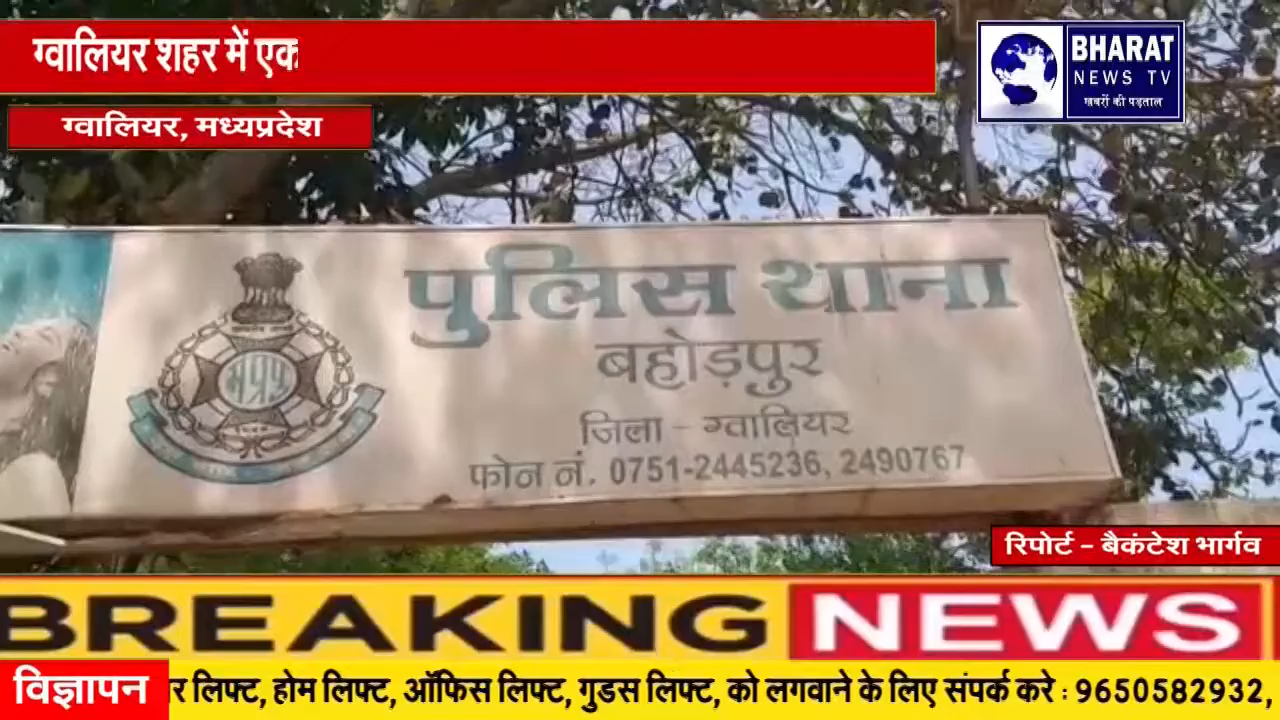 ग्वालियर शहर में एक
BHARAT
NEWS TV
खबरों की पड़ताल
ग्वालियर, मध्यप्रदेश
पुलिस थाना
बहोड़पुर
जिला - ग्वालियर
फोन नं. 0751-2445236, 2490767
म प्र पु
रिपोर्ट - बैकंटेश भार्गव
BREAKING NEWS
विज्ञापन
र लिफ्ट, होम लिफ्ट, ऑफिस लिफ्ट, गुडस लिफ्ट, को लगवाने के लिए संपर्क करे : 9650582932,